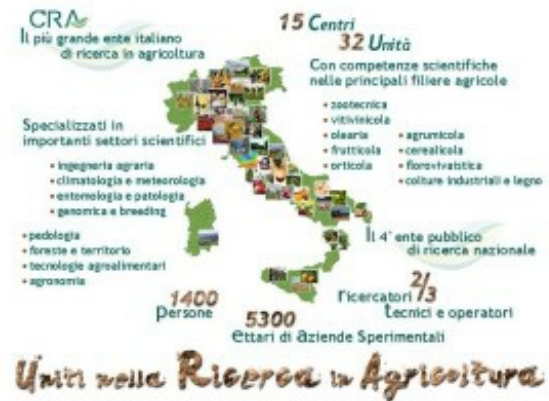 CRA
Il più grande ente italiano
di ricerca in agricoltura
15 Centri
32 Unità
Con competenze scientifiche
nelle principali filiere agricole
• zootecnica
• vitivinicola
• olearia
• frutticola
• orticola
• agrumicola
• cerealicola
• florovivaistica
• colture industriali e legno
Specializzati in
importanti settori scientifici
• ingegneria agraria
• climatologia e meteorologia
• entomologia e patologia
• genomica e breeding
• pedologia
• foreste e territorio
• tecnologie agroalimentari
• agronomia
Il 4° ente pubblico
di ricerca nazionale
1400
persone
2/3
ricercatori
tecnici e operatori
5300
ettari di aziende Sperimentali
Uniti nella Ricerca in Agricoltura